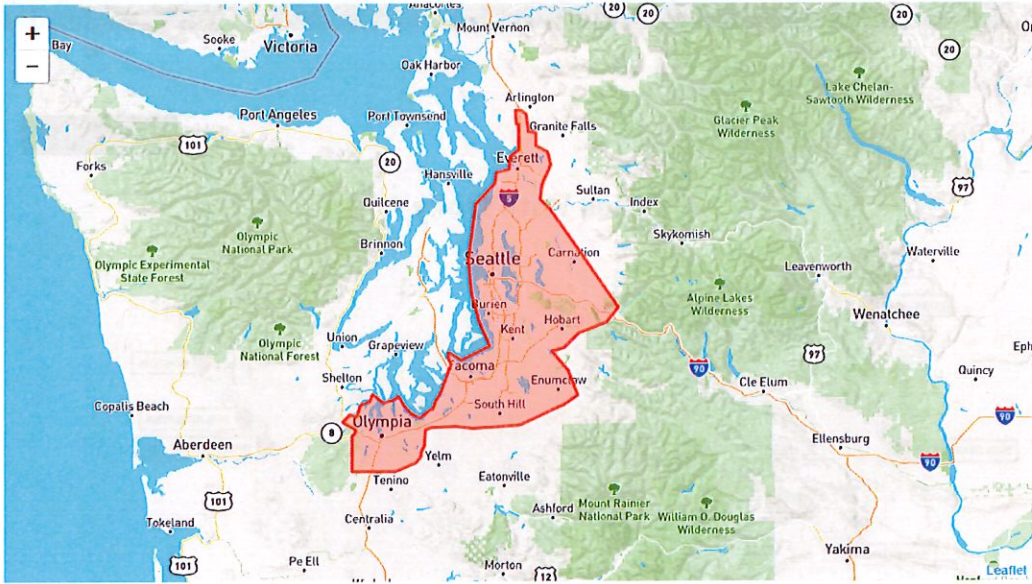 +
−
Bay
Sooke
Victoria
Anacortes
Mount Vernon
20
20
20
20
Oak Harbor
Lake Chelan-
Sawtooth Wilderness
Arlington
Glacier Peak
Wilderness
Port Angeles
Port Townsend
Granite Falls
101
Forks
20
Everett
Hansville
5
Sultan
97
Quilcene
Index
Olympic
National Park
Skykomish
Brinnon
Waterville
Olympic Experimental
State Forest
Seattle
Carnation
Leavenworth
Alpine Lakes
Wilderness
Burien
Wenatchee
Olympic
National Forest
Union
Grapeview
Kent
Hobart
97
Eph
Shelton
Tacoma
90
Quincy
Enumclaw
Cle Elum
Copalis Beach
South Hill
90
Olympia
8
Aberdeen
Ellensburg
Yelm
90
Tenino
Eatonville
101
Mount Rainier
National Park
William O. Douglas
Wilderness
Ashford
Tokeland
Centralia
Yakima
101
Pe Ell
Morton
12
Leaflet